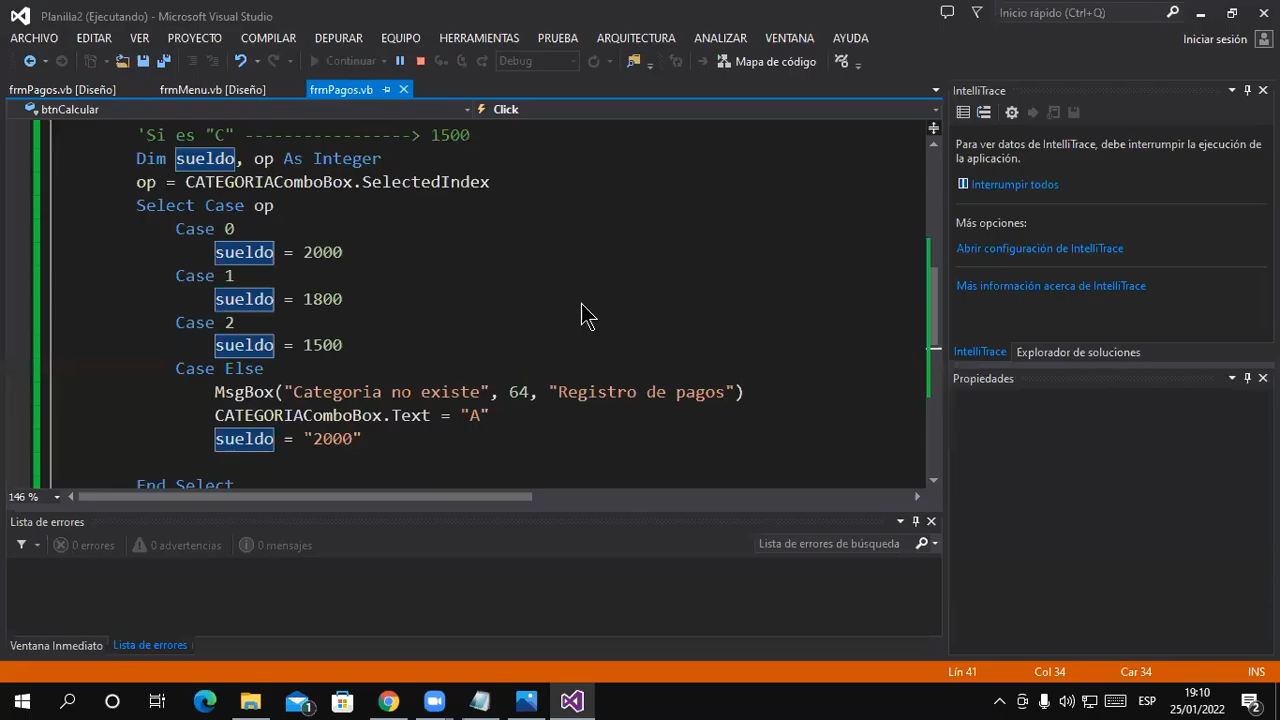 Planilla2 (Ejecutando) - Microsoft Visual Studio
Inicio rápido (Ctrl+Q)
ARCHIVO EDITAR VER PROYECTO COMPILAR DEPURAR EQUIPO HERRAMIENTAS PRUEBA ARQUITECTURA ANALIZAR VENTANA AYUDA
Iniciar sesión
Continuar Debug Mapa de código
frmPagos.vb [Diseño] frmMenu.vb [Diseño] frmPagos.vb
btnCalcular Click
'Si es "C" -----------------> 1500
Dim sueldo, op As Integer
op = CATEGORIAComboBox.SelectedIndex
Select Case op
Case 0
sueldo = 2000
Case 1
sueldo = 1800
Case 2
sueldo = 1500
Case Else
MsgBox("Categoria no existe", 64, "Registro de pagos")
CATEGORIAComboBox.Text = "A"
sueldo = "2000"
End Select
146 %
IntelliTrace
Para ver datos de IntelliTrace, debe interrumpir la ejecución de
la aplicación.
Interrumpir todos
Más opciones:
Abrir configuración de IntelliTrace
Más información acerca de IntelliTrace
IntelliTrace Explorador de soluciones
Propiedades
Lista de errores
0 errores 0 advertencias 0 mensajes
Lista de errores de búsqueda
Ventana Inmediato Lista de errores
Lín 41 Col 34 Car 34 INS
1
ESP
19:10
25/01/2022
2